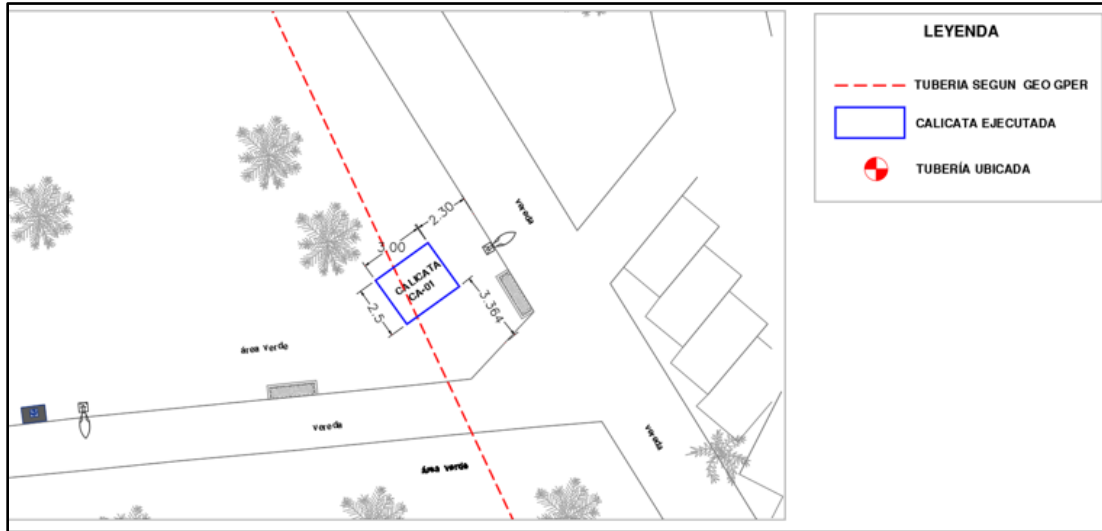 LEYENDA
TUBERIA SEGUN GEO GPER
CALICATA EJECUTADA
TUBERÍA UBICADA
2.30
vereda
3.00
CALICATA
CA-01
2.5
3.364
área verde
vereda
vereda
área verde